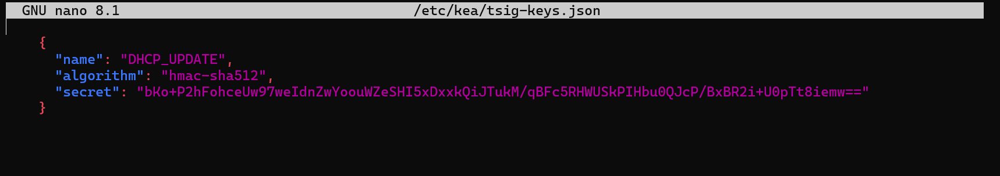 GNU nano 8.1 /etc/kea/tsig-keys.json
{
"name": "DHCP_UPDATE",
"algorithm": "hmac-sha512",
"secret": "bKo+P2hFohceUw97weIdnZwYoouWZeSHI5xDxxkQiJTukM/qBFc5RHWUSkPIHbu0QJcP/BxBR2i+U0pTt8iemw=="
}